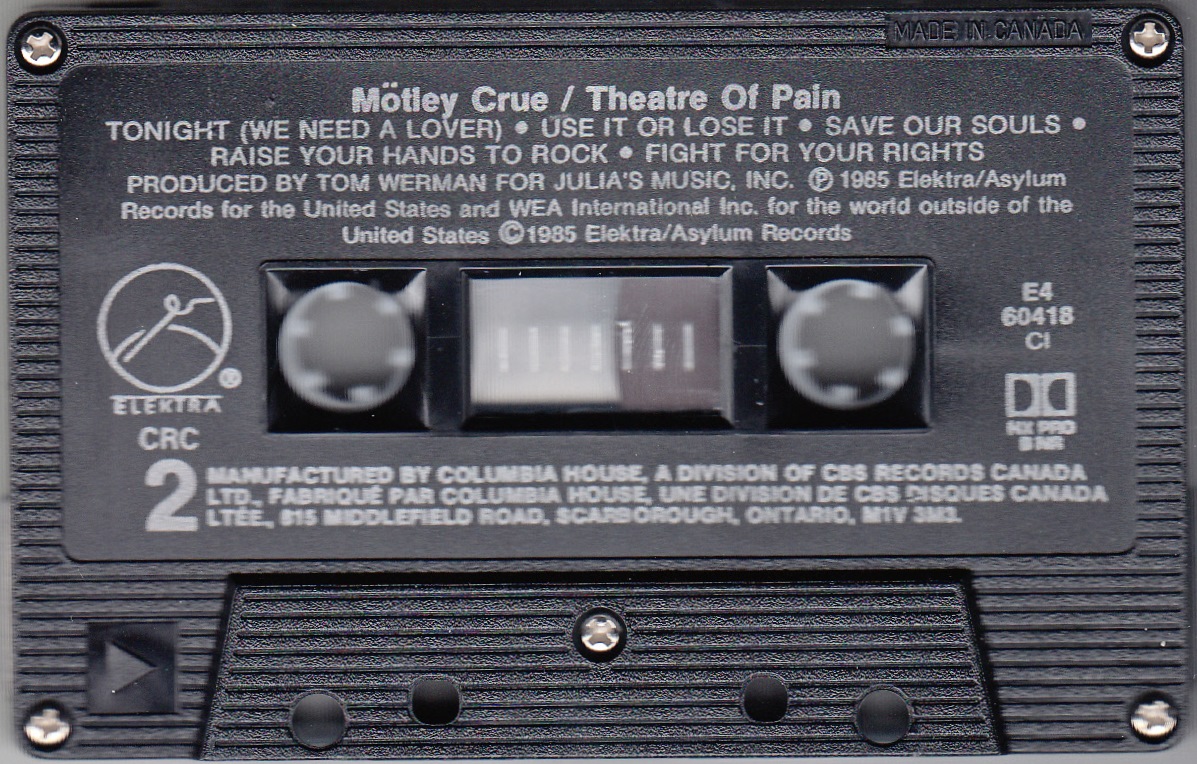 MADE IN CANADA
Mötley Crue / Theatre Of Pain
TONIGHT (WE NEED A LOVER) • USE IT OR LOSE IT • SAVE OUR SOULS •
RAISE YOUR HANDS TO ROCK • FIGHT FOR YOUR RIGHTS
PRODUCED BY TOM WERMAN FOR JULIA'S MUSIC, INC. ℗ 1985 Elektra/Asylum
Records for the United States and WEA International Inc. for the world outside of the
United States ©1985 Elektra/Asylum Records
E4
60418
CI
®
ELEKTRA
HX PRO
B NR
CRC
2
MANUFACTURED BY COLUMBIA HOUSE, A DIVISION OF CBS RECORDS CANADA
LTD., FABRIQUÉ PAR COLUMBIA HOUSE, UNE DIVISION DE CBS DISQUES CANADA
LTÉE., 815 MIDDLEFIELD ROAD, SCARBOROUGH, ONTARIO, M1V 3M3.